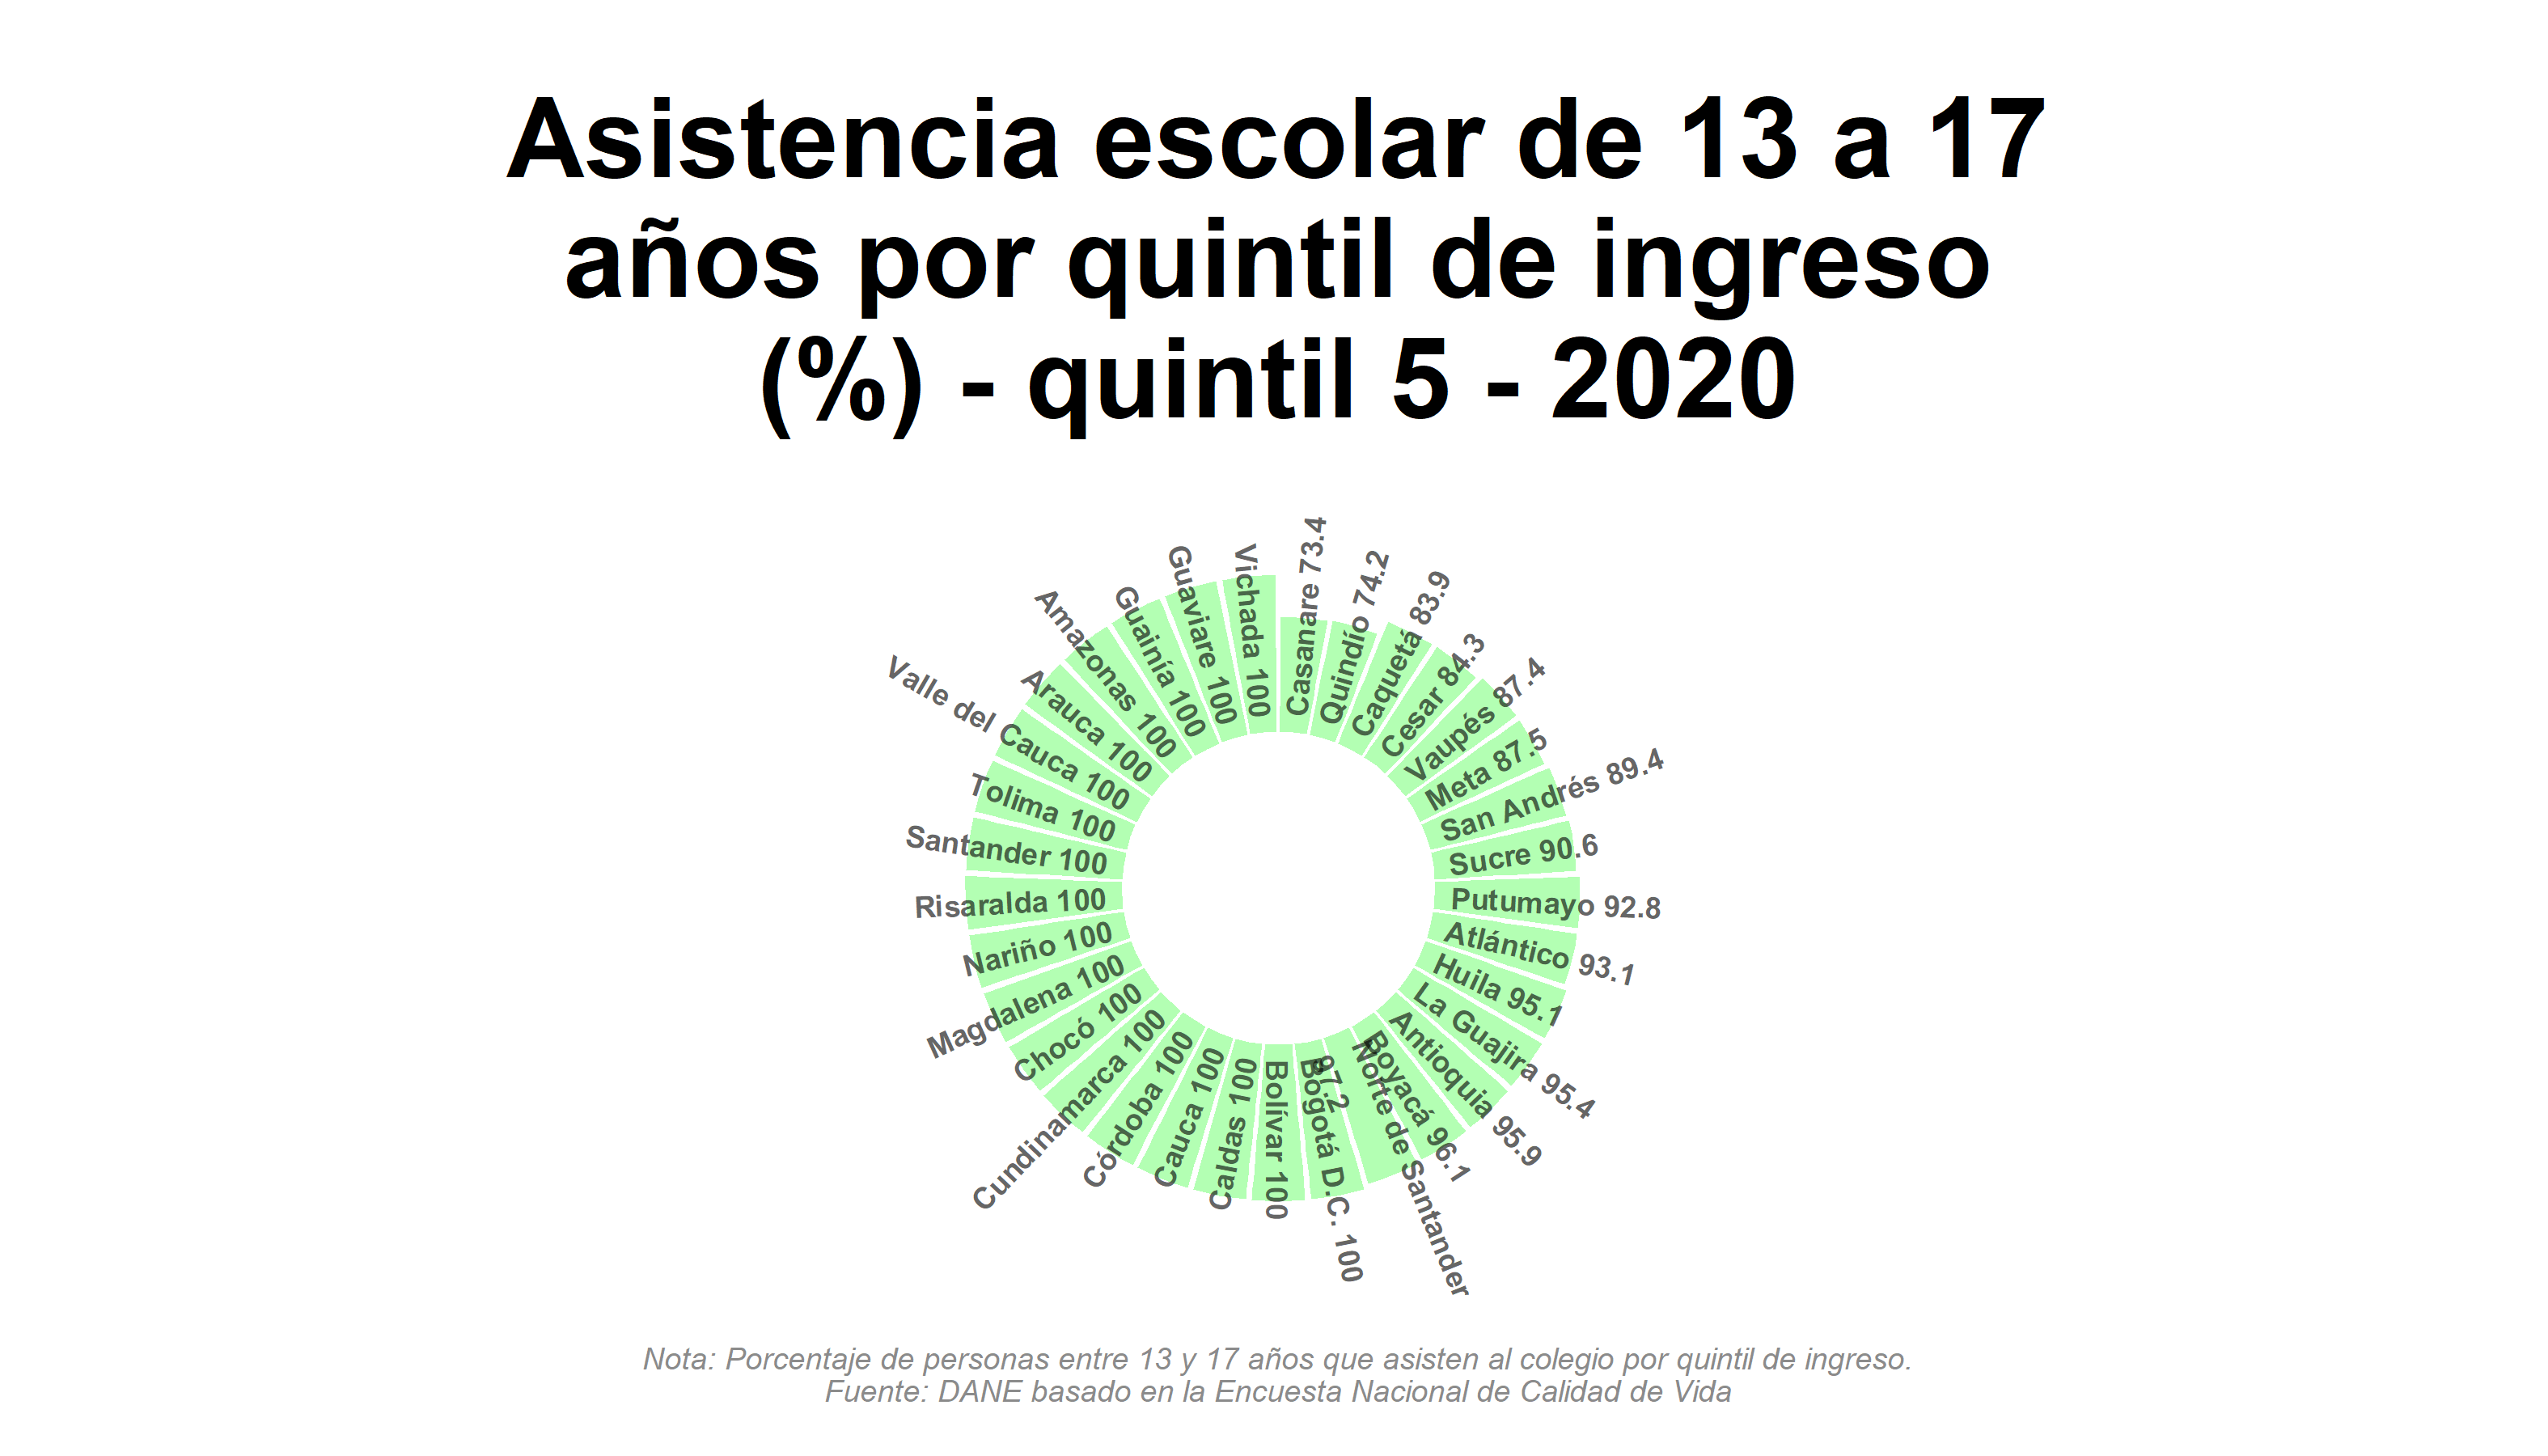 Asistencia escolar de 13 a 17
años por quintil de ingreso
(%) - quintil 5 - 2020
Casanare 73.4
Quindío 74.2
Caquetá 83.9
Cesar 84.3
Vaupés 87.4
Meta 87.5
San Andrés 89.4
Sucre 90.6
Putumayo 92.8
Atlántico 93.1
Huila 95.1
La Guajira 95.4
Antioquia 95.9
Boyacá 96.1
Norte de Santander
97.2
Bogotá D.C. 100
Bolívar 100
Caldas 100
Cauca 100
Córdoba 100
Cundinamarca 100
Chocó 100
Magdalena 100
Nariño 100
Risaralda 100
Santander 100
Tolima 100
Valle del Cauca 100
Arauca 100
Amazonas 100
Guainía 100
Guaviare 100
Vichada 100
Nota: Porcentaje de personas entre 13 y 17 años que asisten al colegio por quintil de ingreso.
Fuente: DANE basado en la Encuesta Nacional de Calidad de Vida